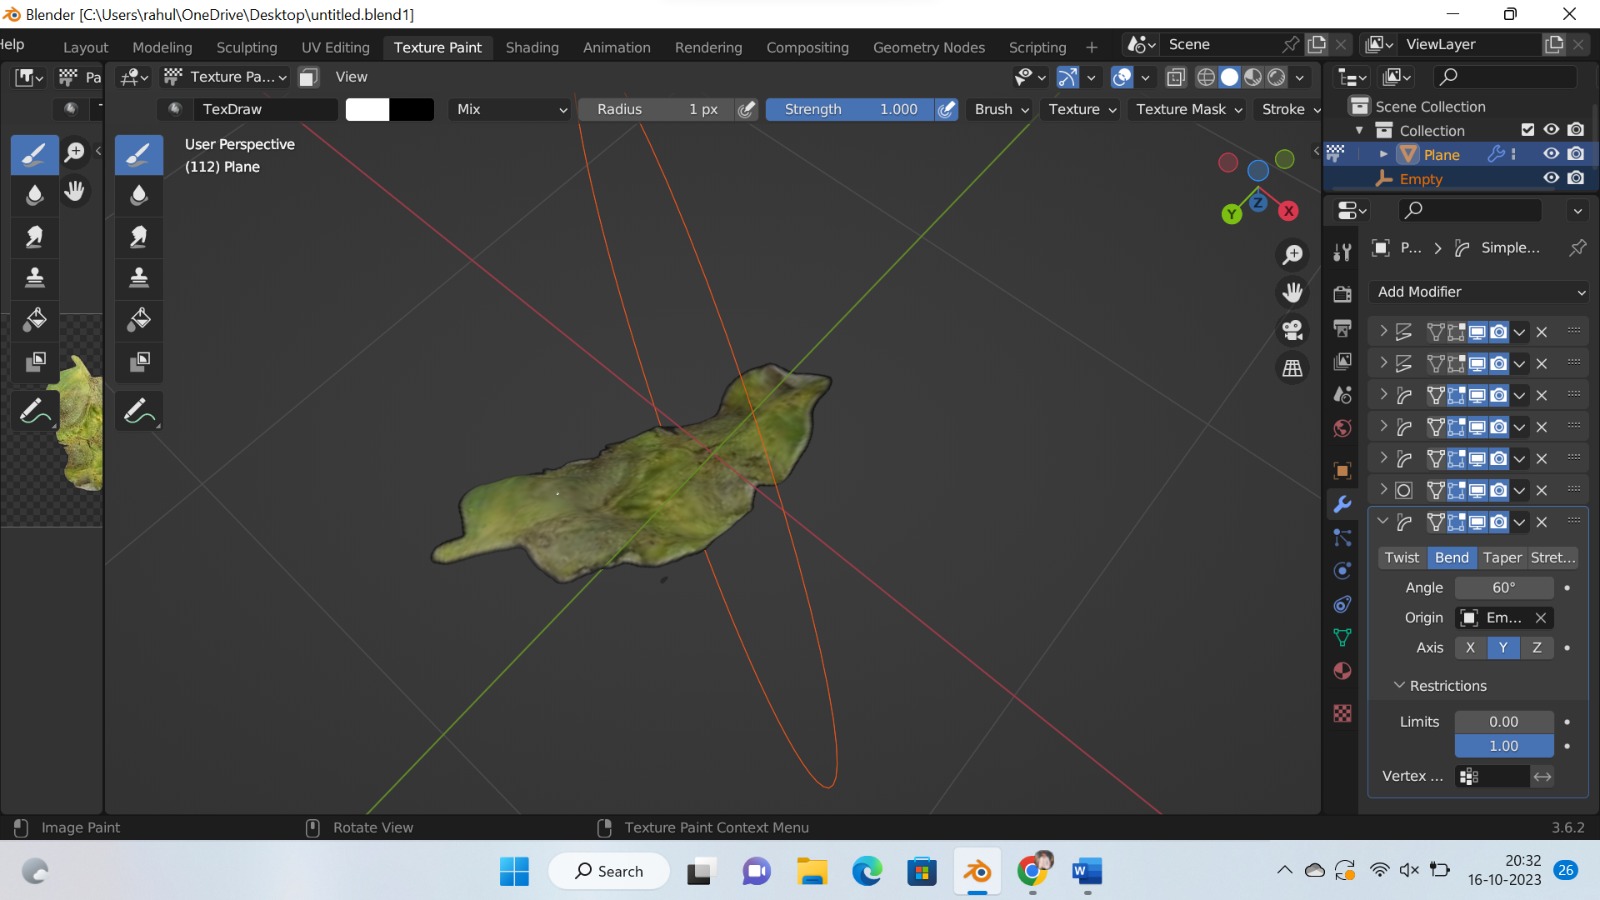 Blender [C:\Users\rahul\OneDrive\Desktop\untitled.blend1]
Help Layout Modeling Sculpting UV Editing Texture Paint Shading Animation Rendering Compositing Geometry Nodes Scripting + Scene ViewLayer
Pa Texture Pa... View
TexDraw Mix Radius 1 px Strength 1.000 Brush Texture Texture Mask Stroke
User Perspective
(112) Plane
Y Z X
Scene Collection
Collection
Plane
Empty
P... Simple...
Add Modifier
Twist Bend Taper Stret...
Angle 60°
Origin Em...
Axis X Y Z
Restrictions
Limits 0.00
1.00
Vertex ...
Image Paint Rotate View Texture Paint Context Menu 3.6.2
Search W 20:32
16-10-2023 26